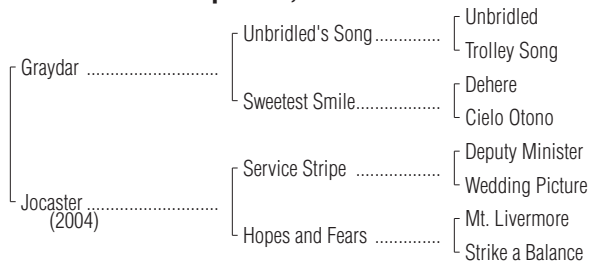 Unbridled
Unbridled's Song ..............
Trolley Song
Graydar ...........................
Dehere
Sweetest Smile.................
Cielo Otono
Deputy Minister
Service Stripe .................
Wedding Picture
Jocaster ...........................
(2004)
Mt. Livermore
Hopes and Fears .............
Strike a Balance